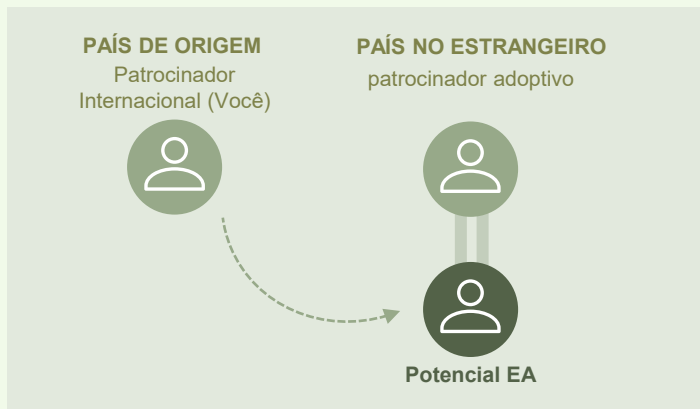 PAÍS DE ORIGEM
Patrocinador
Internacional (Você)
PAÍS NO ESTRANGEIRO
patrocinador adoptivo
Potencial EA